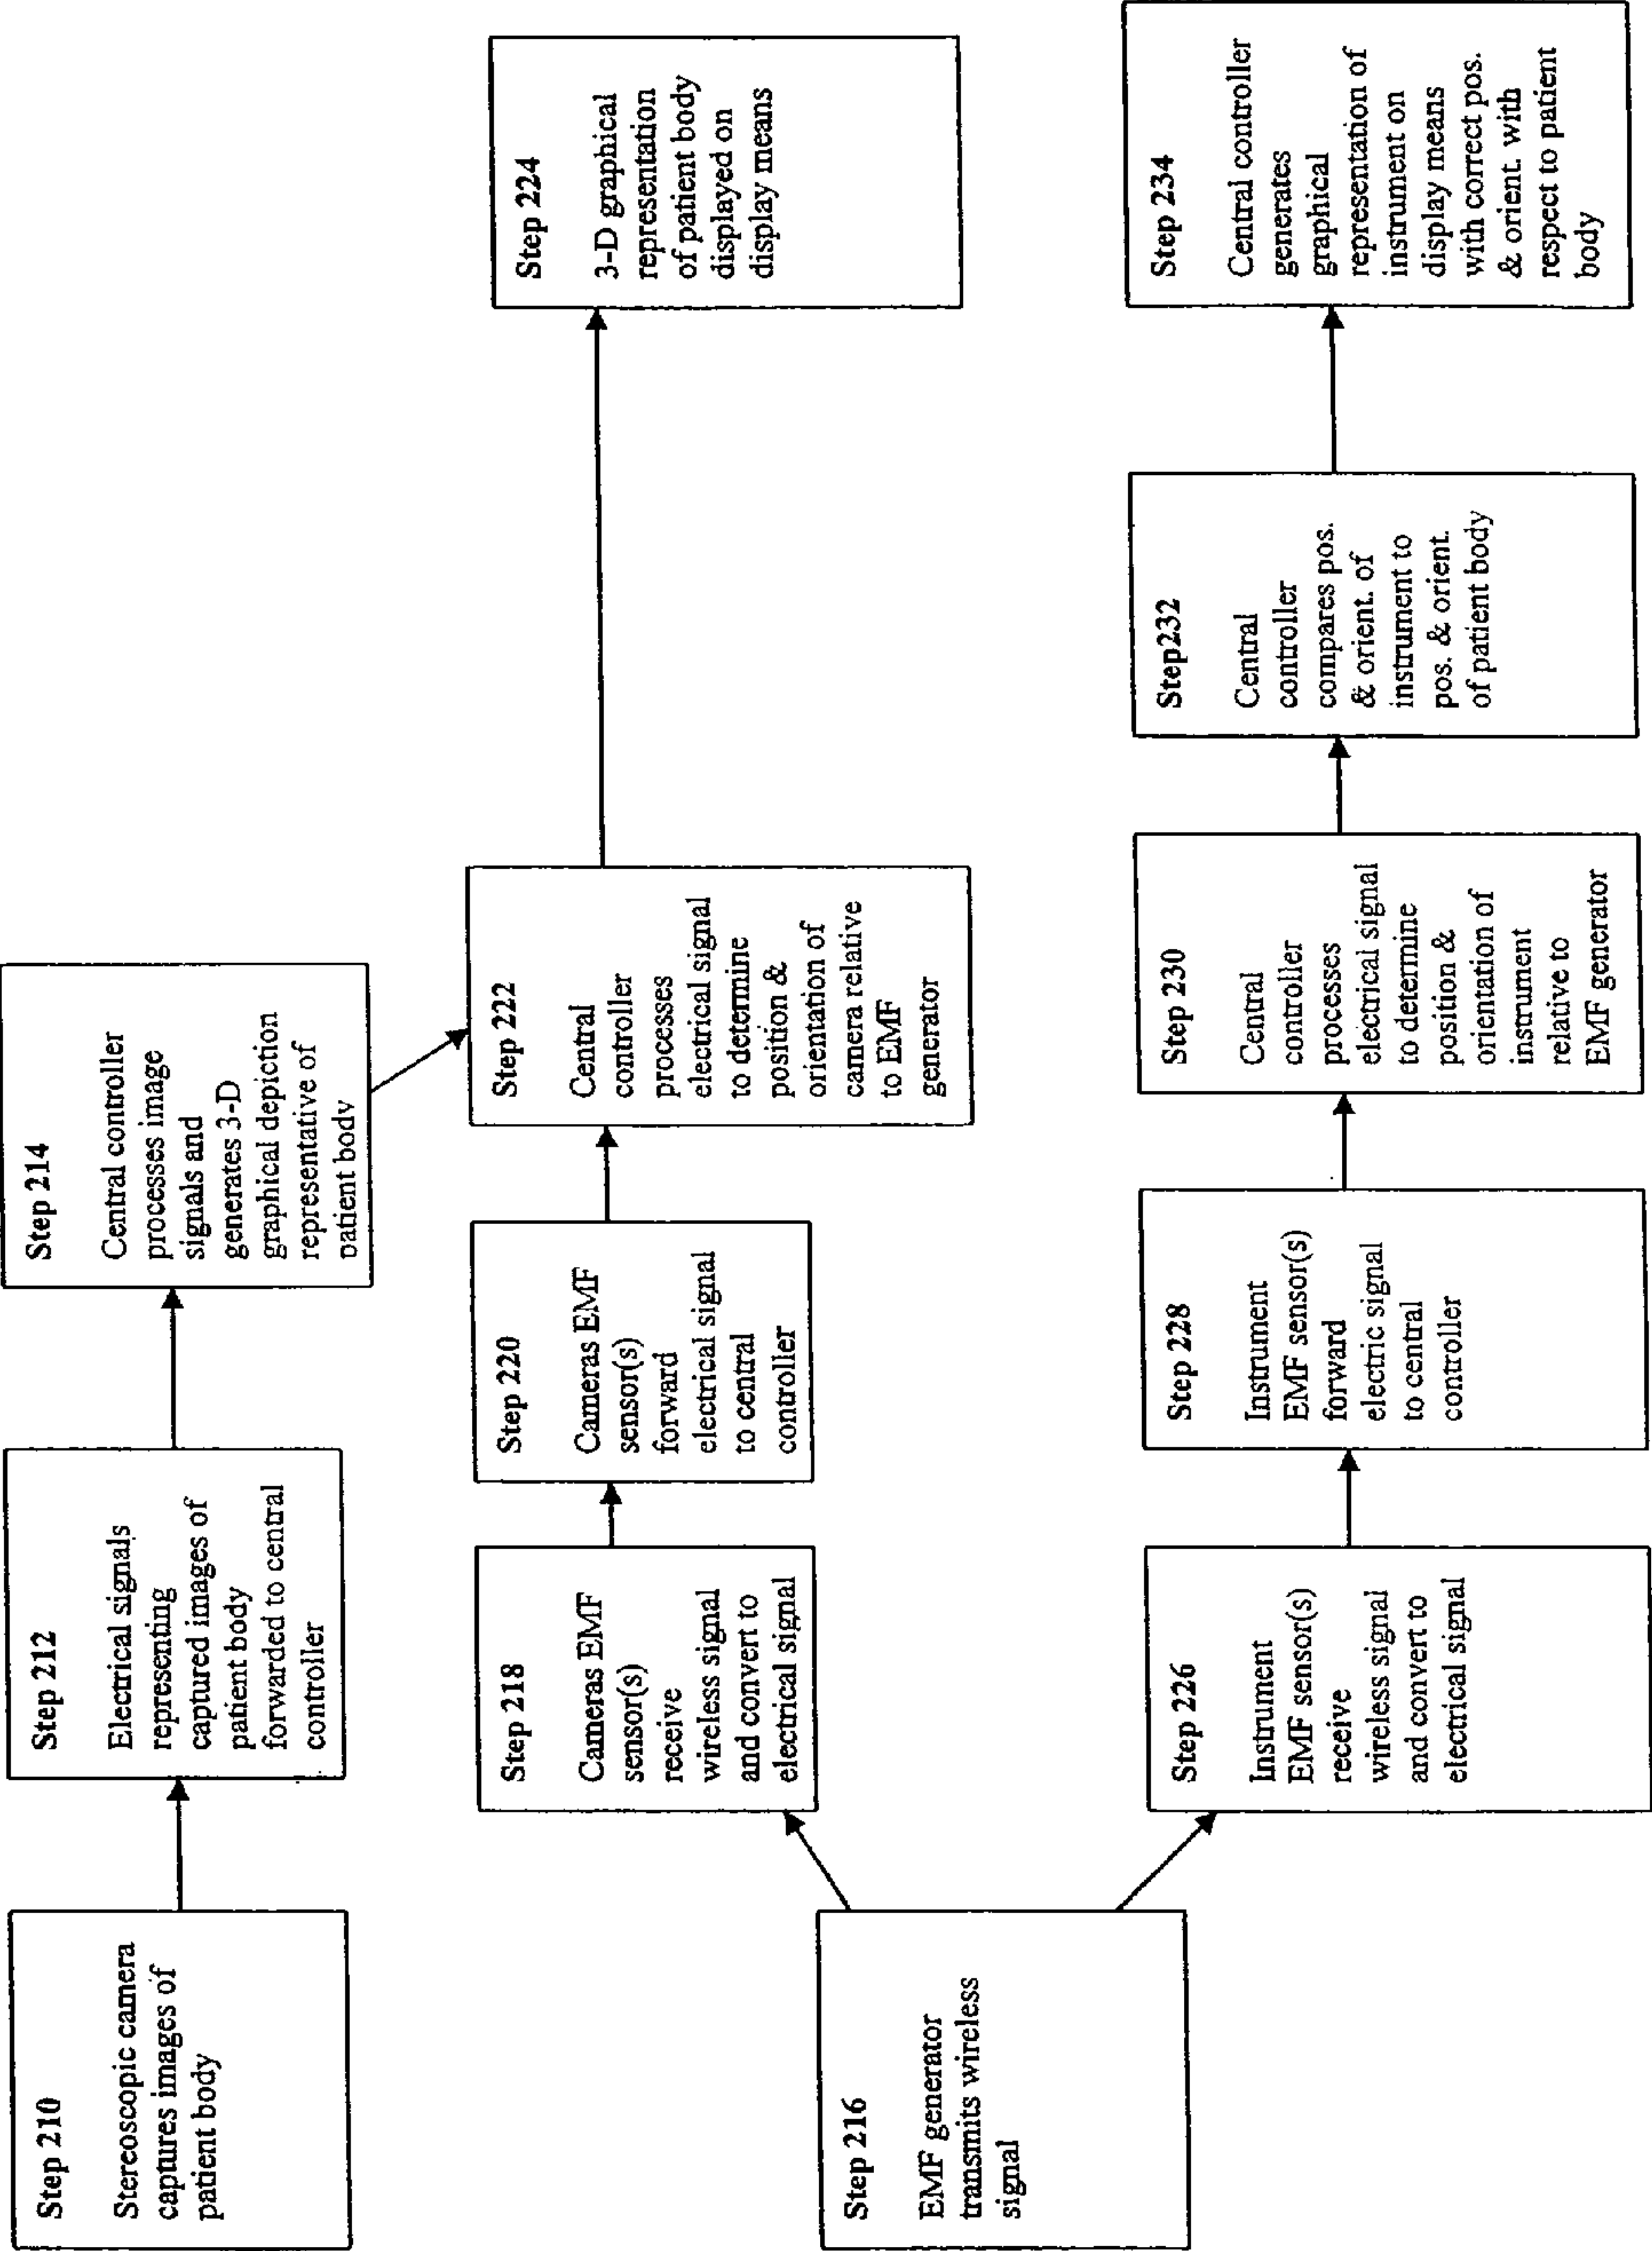 Step 210
Stereoscopic camera
captures images of
patient body
Step 212
Electrical signals
representing
captured images of
patient body
forwarded to central
controller
Step 214
Central controller
processes image
signals and
generates 3-D
graphical depiction
representative of
patient body
Step 216
EMF generator
transmits wireless
signal
Step 218
Cameras EMF
sensor(s)
receive
wireless signal
and convert to
electrical signal
Step 220
Cameras EMF
sensor(s)
forward
electrical signal
to central
controller
Step 222
Central
controller
processes
electrical signal
to determine
position &
orientation of
camera relative
to EMF
generator
Step 224
3-D graphical
representation
of patient body
displayed on
display means
Step 226
Instrument
EMF sensor(s)
receive
wireless signal
and convert to
electrical signal
Step 228
Instrument
EMF sensor(s)
forward
electric signal
to central
controller
Step 230
Central
controller
processes
electrical signal
to determine
position &
orientation of
instrument
relative to
EMF generator
Step232
Central
controller
compares pos.
& orient. of
instrument to
pos. & orient.
of patient body
Step 234
Central controller
generates
graphical
representation of
instrument on
display means
with correct pos.
& orient. with
respect to patient
body